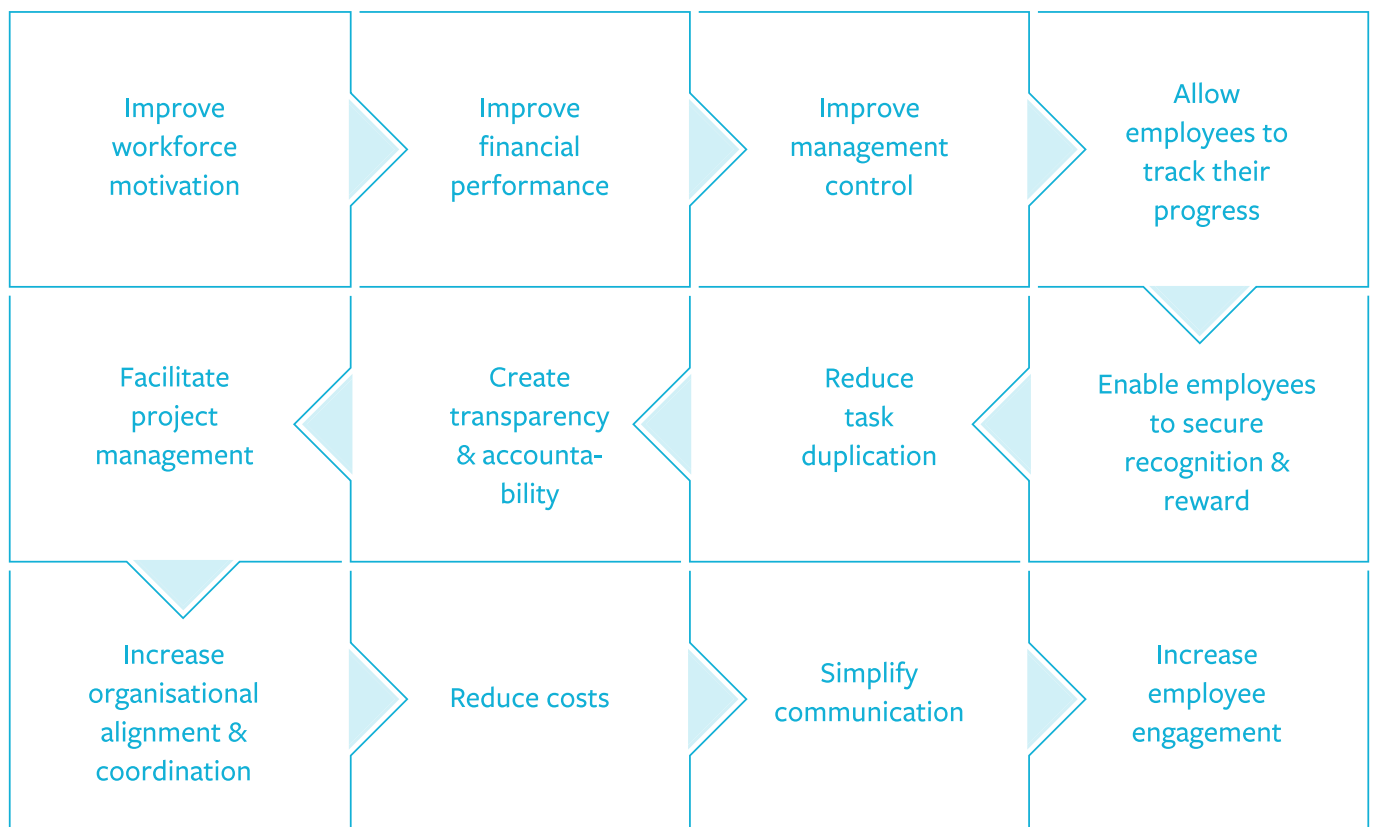 Improve
workforce
motivation
Improve
financial
performance
Improve
management
control
Allow
employees to
track their
progress
Enable employees
to secure
recognition &
reward
Reduce
task
duplication
Create
transparency
& accounta-
bility
Facilitate
project
management
Increase
organisational
alignment &
coordination
Reduce costs
Simplify
communication
Increase
employee
engagement